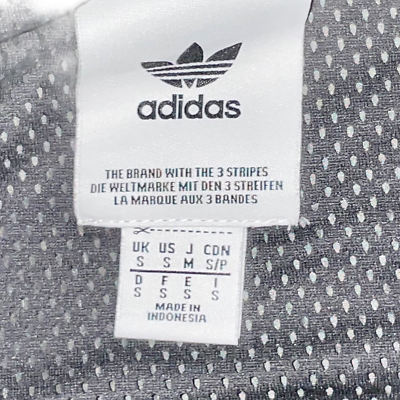 adidas
THE BRAND WITH THE 3 STRIPES
DIE WELTMARKE MIT DEN 3 STREIFEN
LA MARQUE AUX 3 BANDES
UK US J CDN
S S M S/P
D F E I
S S S S
MADE IN
INDONESIA